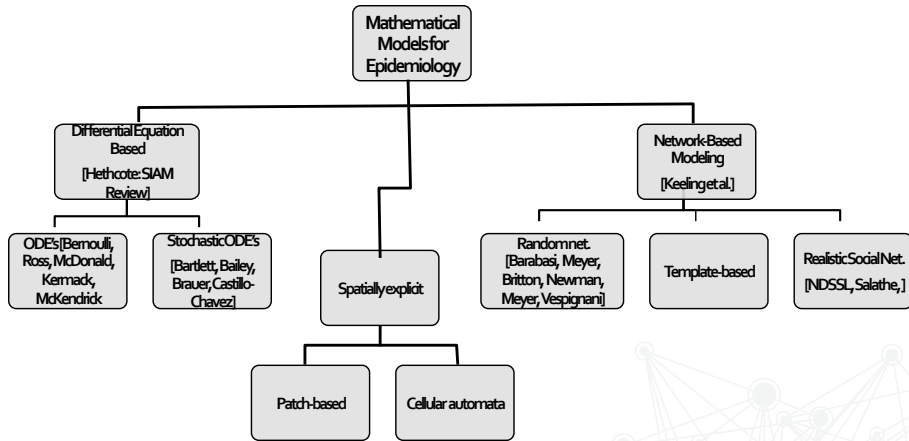 Mathematical
Models for
Epidemiology
Differential Equation
Based
[Hethcote: SIAM
Review]
Network-Based
Modeling
[Keeling et al.]
ODE's [Bernoulli,
Ross, McDonald,
Kermack,
McKendrick
Stochastic ODE's
[Bartlett, Bailey,
Brauer, Castillo-
Chavez]
Spatially explicit
Random net.
[Barabasi, Meyer,
Britton, Newman,
Meyer, Vespignani]
Template-based
Realistic Social Net.
[NDSSL, Salathe, ]
Patch-based
Cellular automata